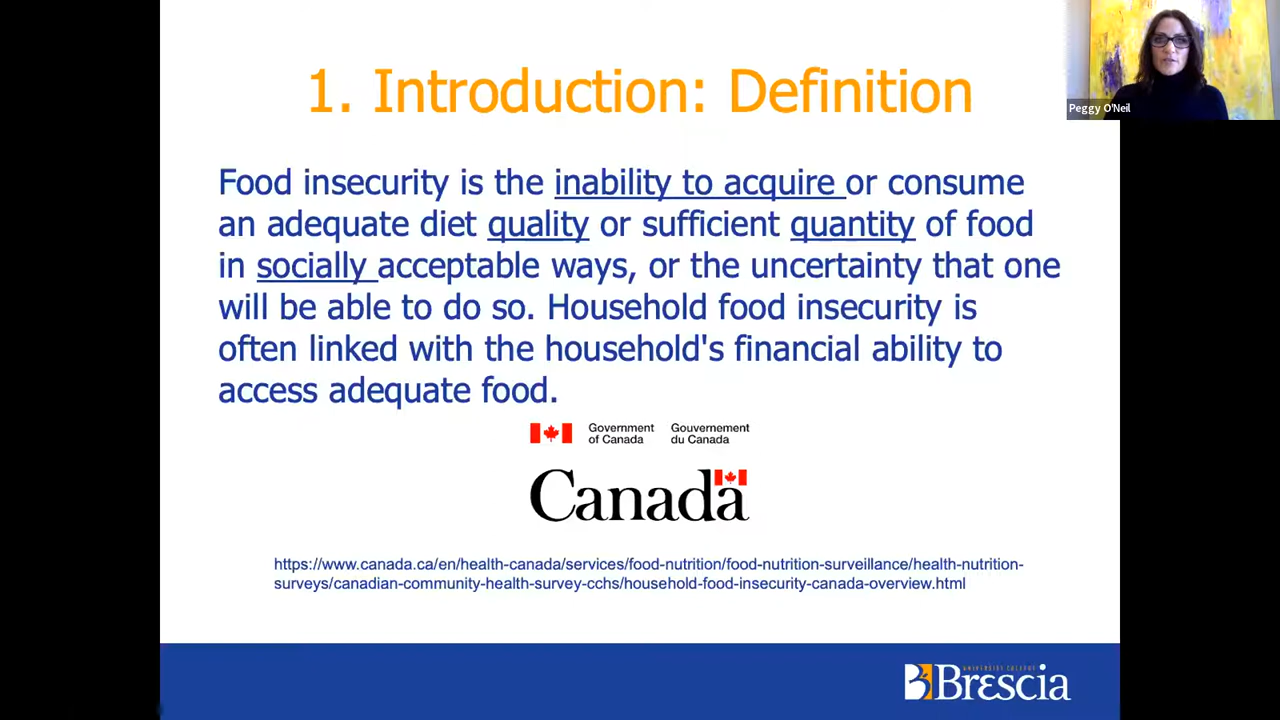 1. Introduction: Definition
Peggy O'Neil
Food insecurity is the inability to acquire or consume
an adequate diet quality or sufficient quantity of food
in socially acceptable ways, or the uncertainty that one
will be able to do so. Household food insecurity is
often linked with the household's financial ability to
access adequate food.
Government of Canada
Gouvernement du Canada
Canada
https://www.canada.ca/en/health-canada/services/food-nutrition/food-nutrition-surveillance/health-nutrition-
surveys/canadian-community-health-survey-cchs/household-food-insecurity-canada-overview.html
UNIVERSITY COLLEGE
Brescia